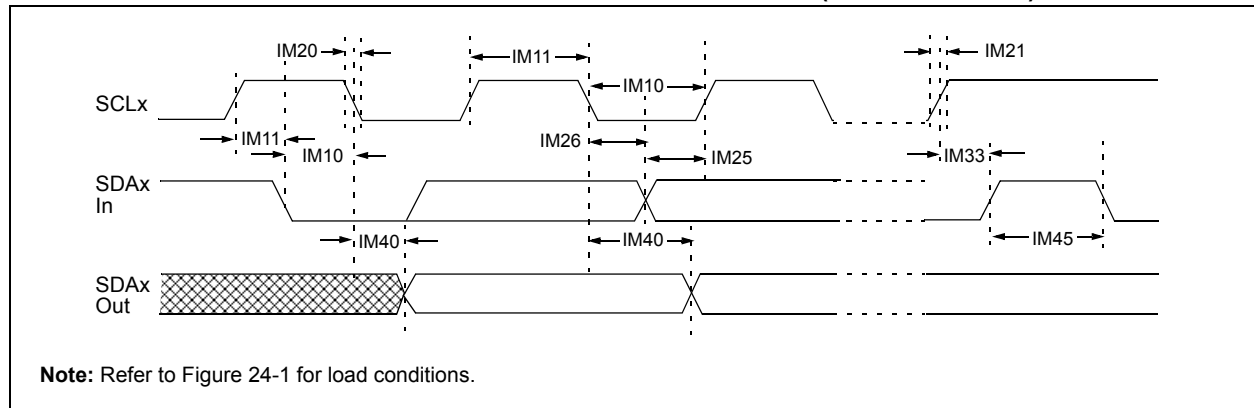 IM20
IM11
IM21
IM10
SCLx
IM11
IM10
IM26
IM25
IM33
SDAx
In
IM40
IM40
IM45
SDAx
Out
Note: Refer to Figure 24-1 for load conditions.